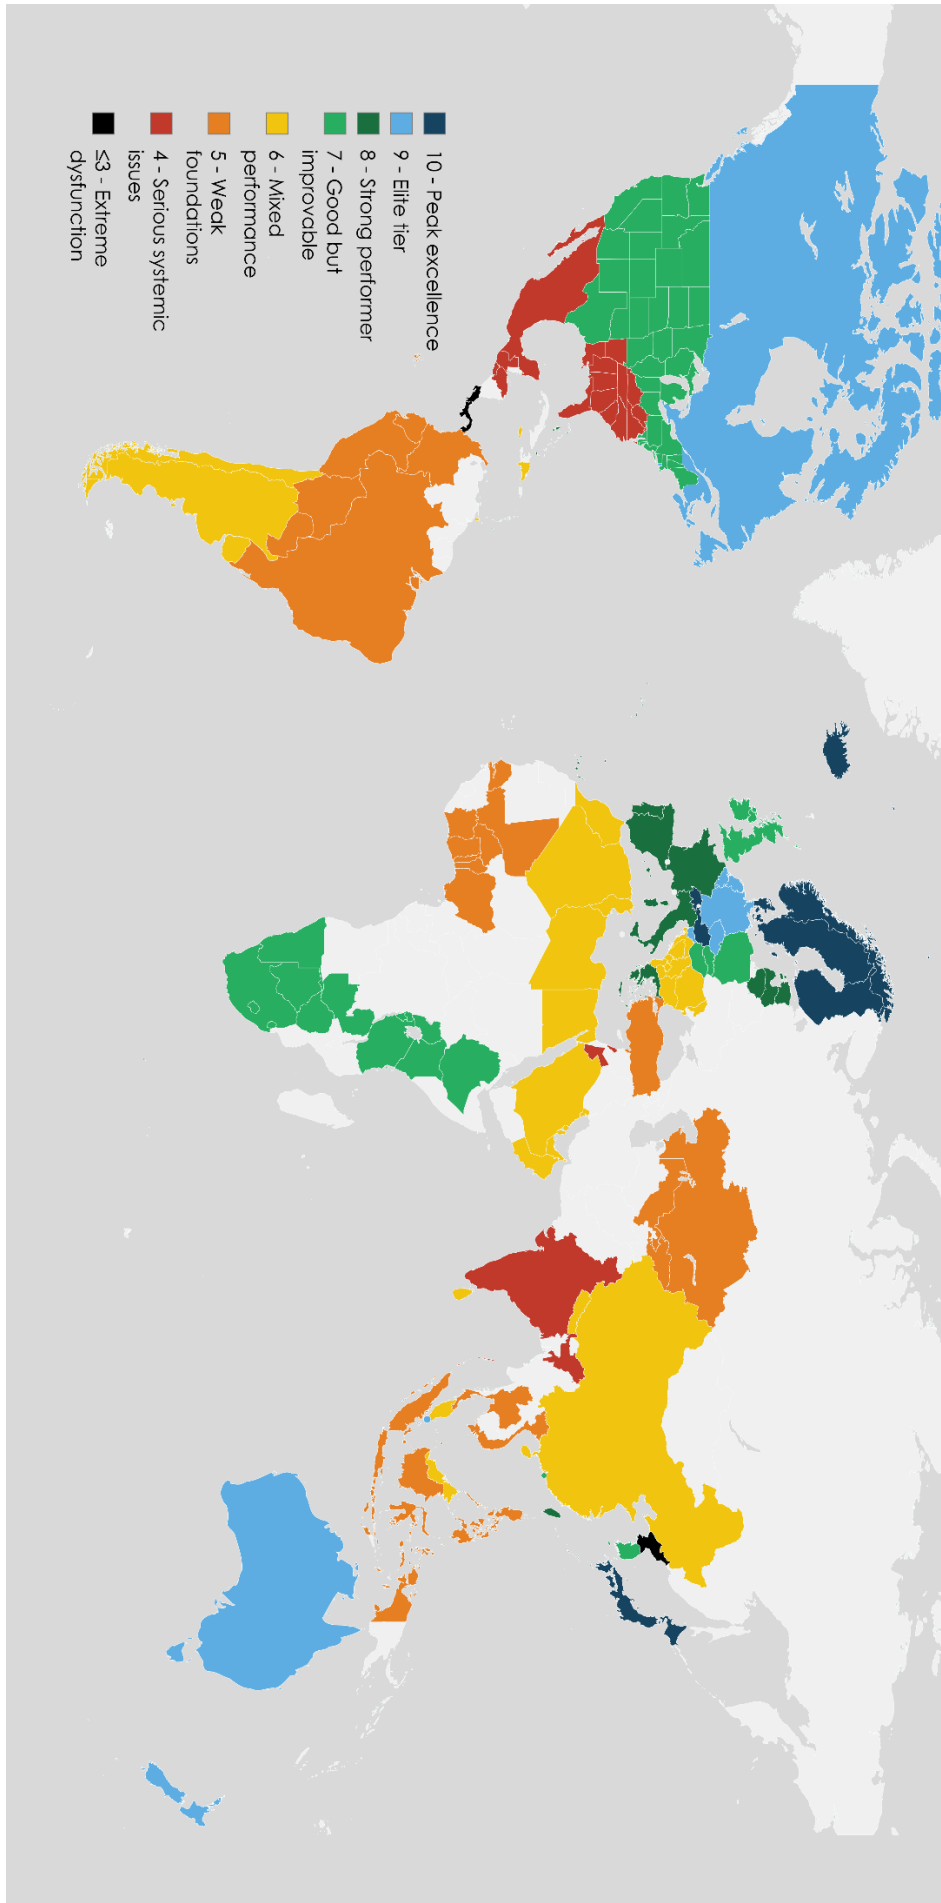 10 - Peak excellence
9 - Elite tier
8 - Strong performer
7 - Good but
improvable
6 - Mixed
performance
5 - Weak
foundations
4 - Serious systemic
issues
≤3 - Extreme
dysfunction